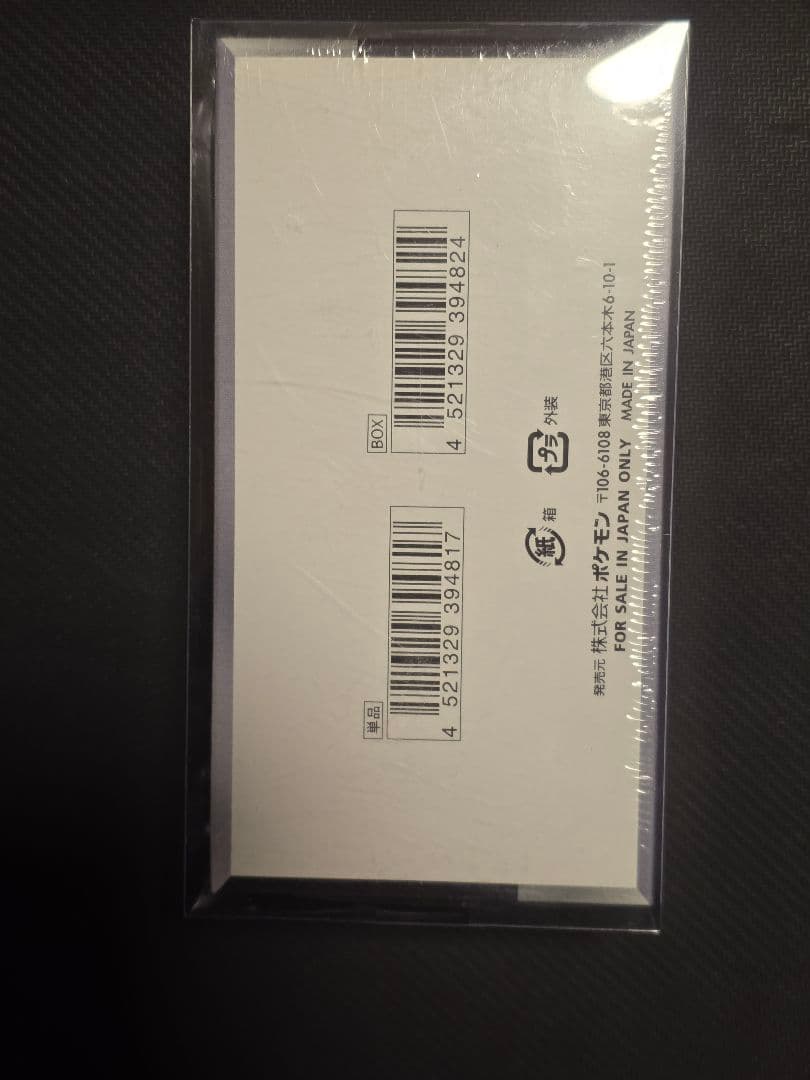 単品
4 521329 394817
BOX
4 521329 394824
紙 箱
プラ 外装
発売元 株式会社ポケモン 〒106-6108 東京都港区六本木6-10-1
FOR SALE IN JAPAN ONLY MADE IN JAPAN